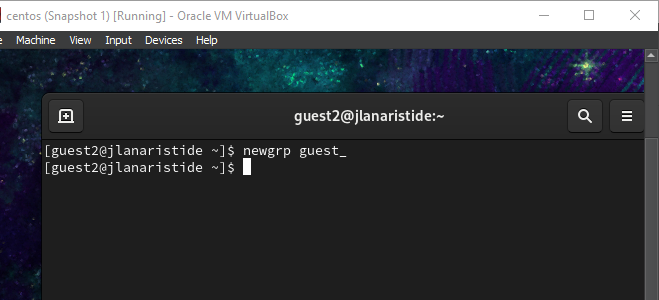 centos (Snapshot 1) [Running] - Oracle VM VirtualBox
e Machine View Input Devices Help
guest2@jlanaristide:~
[guest2@jlanaristide ~]$ newgrp guest_
[guest2@jlanaristide ~]$